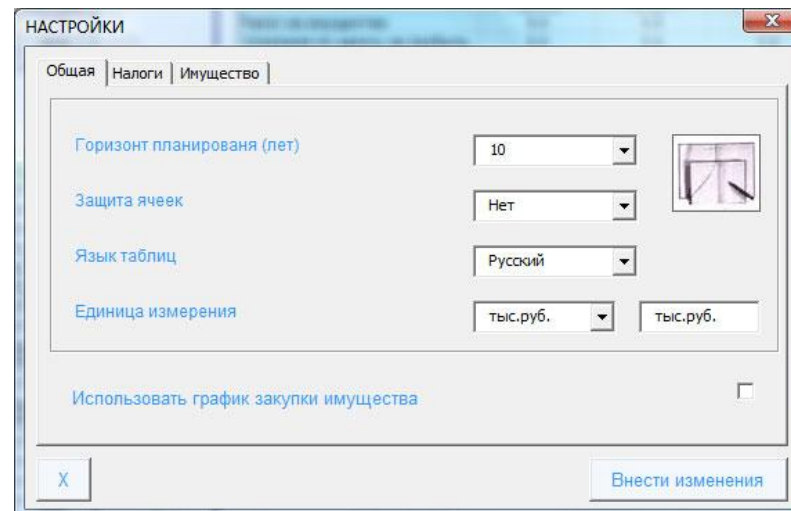 НАСТРОЙКИ
Общая Налоги Имущество
Горизонт планированя (лет) 10
Защита ячеек Нет
Язык таблиц Русский
Единица измерения тыс.руб. тыс.руб.
Использовать график закупки имущества
X Внести изменения